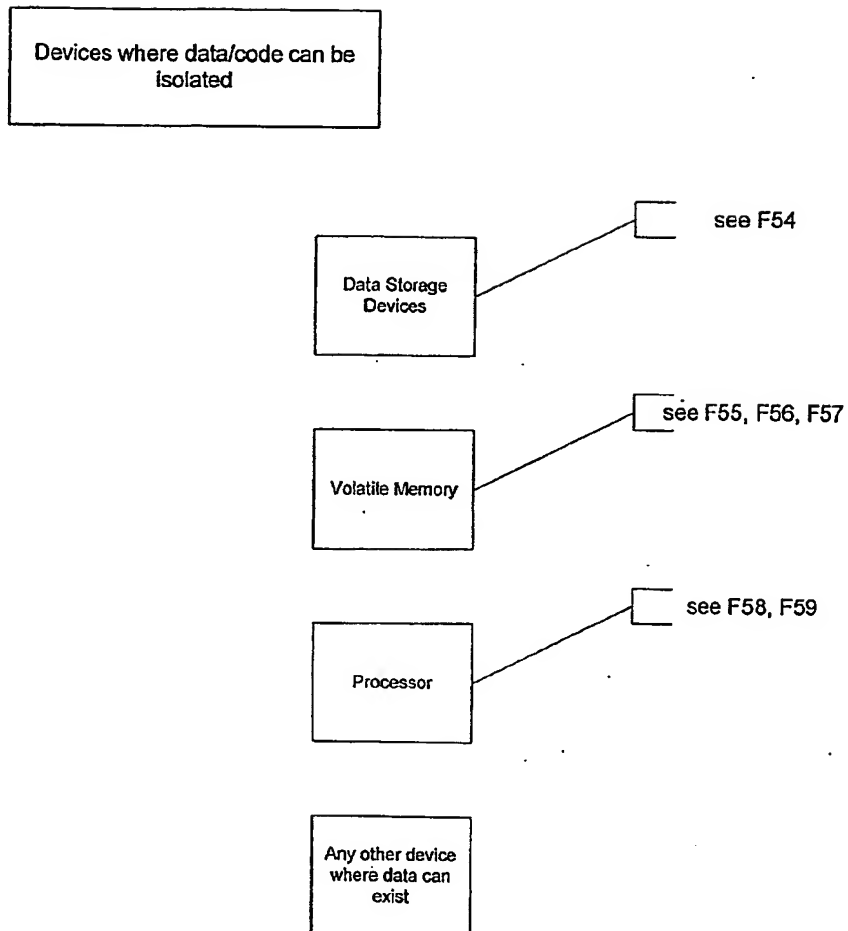 Devices where data/code can be
isolated
see F54
Data Storage
Devices
see F55, F56, F57
Volatile Memory
see F58, F59
Processor
Any other device
where data can
exist